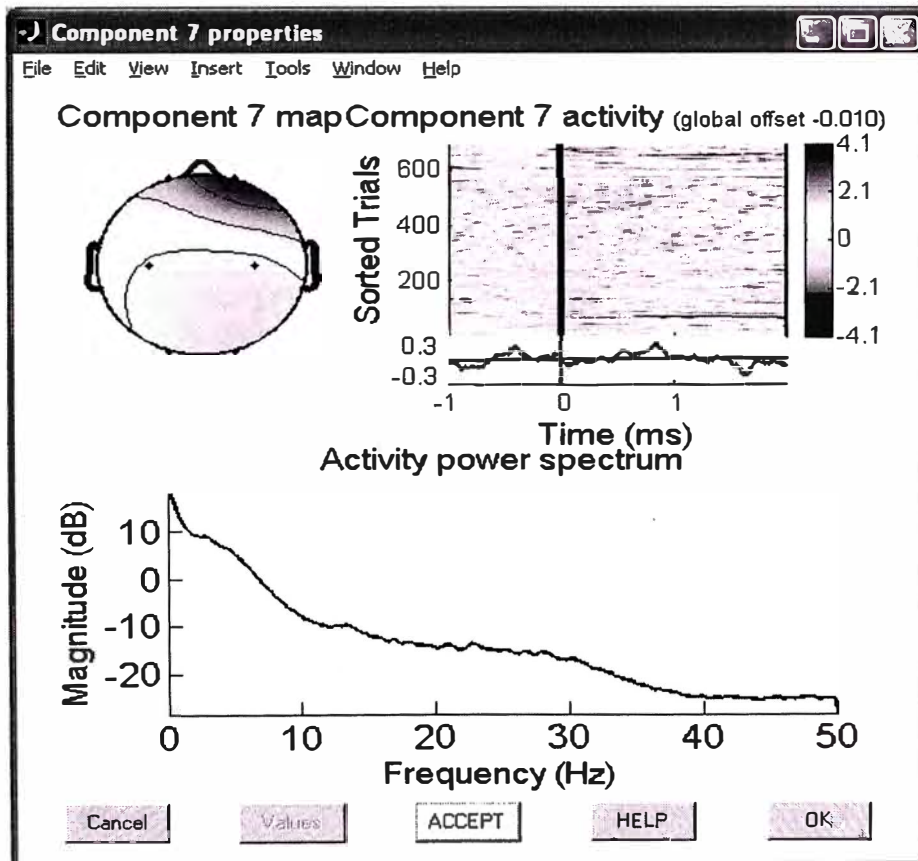 Component 7 properties
File Edit View Insert Tools Window Help
Component 7 map
Component 7 activity (global offset -0.010)
Sorted Trials
600
400
200
4.1
2.1
0
-2.1
-4.1
0.3
-0.3
-1 0 1
Time (ms)
Activity power spectrum
Magnitude (dB)
10
0
-10
-20
0 10 20 30 40 50
Frequency (Hz)
Cancel Values ACCEPT HELP OK